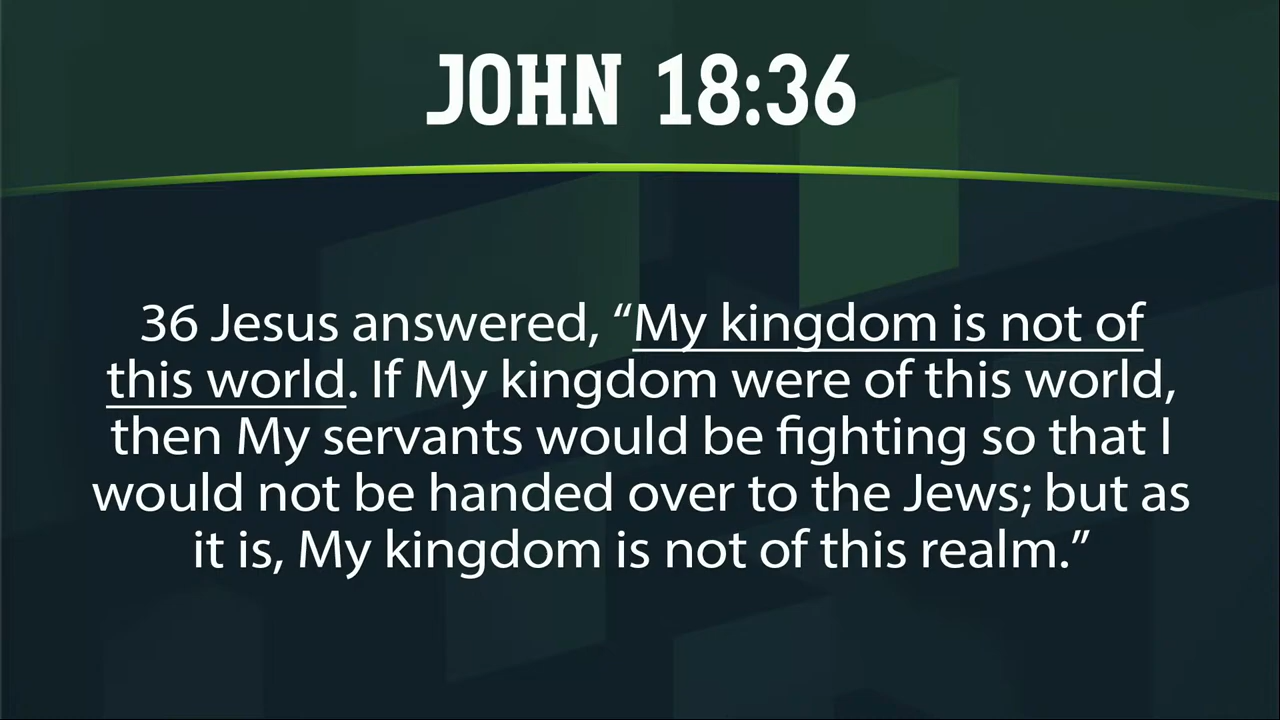 JOHN 18:36
36 Jesus answered, “My kingdom is not of
this world. If My kingdom were of this world,
then My servants would be fighting so that I
would not be handed over to the Jews; but as
it is, My kingdom is not of this realm.”